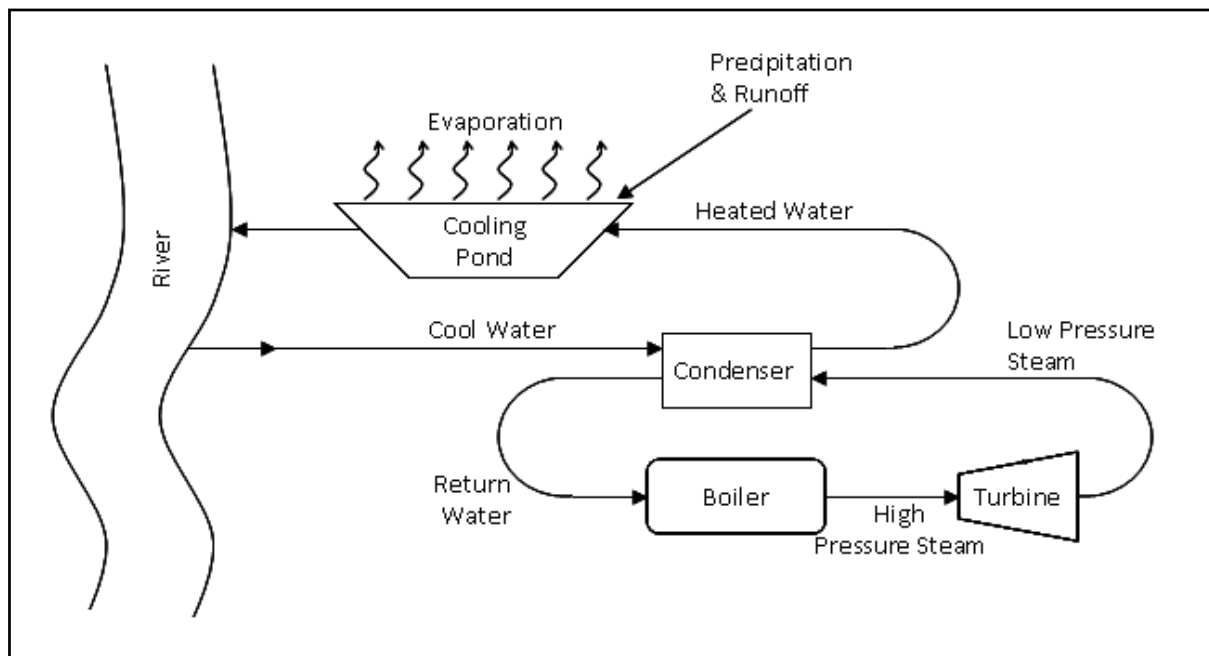 Precipitation
& Runoff
Evaporation
Cooling
Pond
Heated Water
River
Cool Water
Condenser
Low Pressure
Steam
Return
Water
Boiler
Turbine
High
Pressure Steam